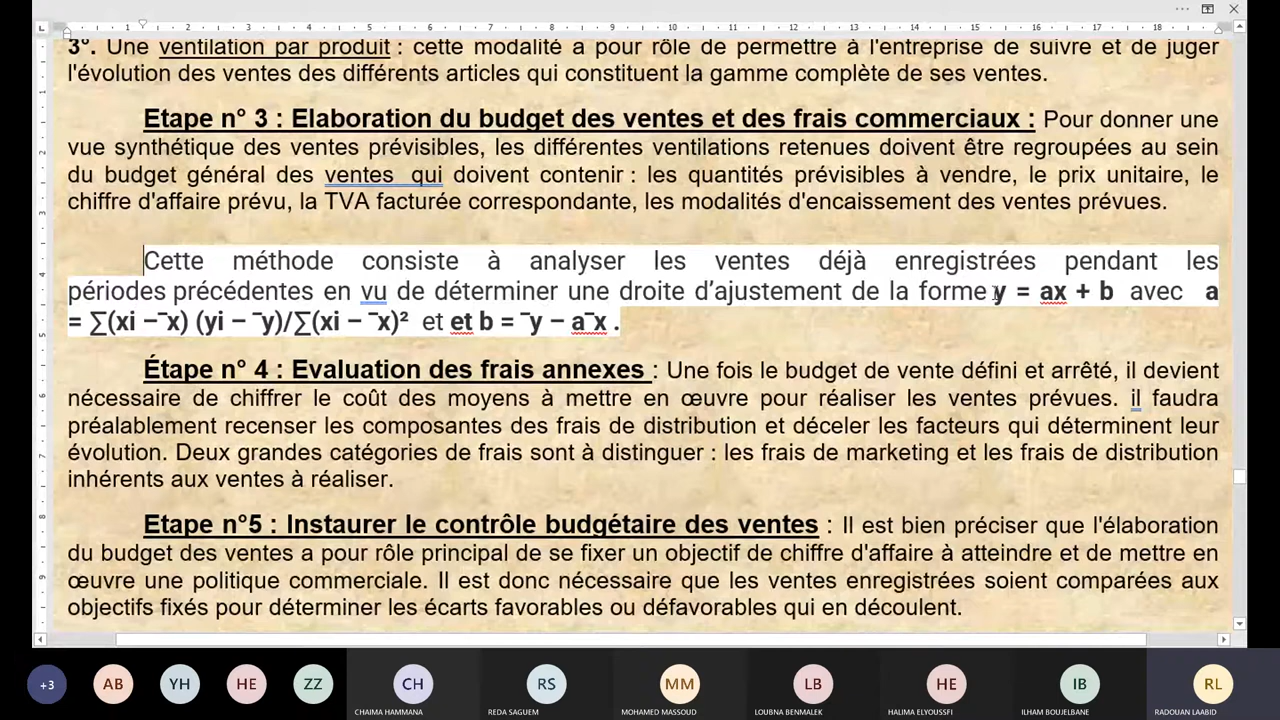 3°. Une ventilation par produit : cette modalité a pour rôle de permettre à l'entreprise de suivre et de juger
l'évolution des ventes des différents articles qui constituent la gamme complète de ses ventes.
Etape n° 3 : Elaboration du budget des ventes et des frais commerciaux : Pour donner une
vue synthétique des ventes prévisibles, les différentes ventilations retenues doivent être regroupées au sein
du budget général des ventes qui doivent contenir : les quantités prévisibles à vendre, le prix unitaire, le
chiffre d'affaire prévu, la TVA facturée correspondante, les modalités d'encaissement des ventes prévues.
Cette méthode consiste à analyser les ventes déjà enregistrées pendant les
périodes précédentes en vu de déterminer une droite d’ajustement de la forme y = ax + b avec a
= ∑(xi –¯x) (yi – ¯y)/∑(xi – ¯x)² et et b = ¯y – a¯x .
Étape n° 4 : Evaluation des frais annexes : Une fois le budget de vente défini et arrêté, il devient
nécessaire de chiffrer le coût des moyens à mettre en œuvre pour réaliser les ventes prévues. il faudra
préalablement recenser les composantes des frais de distribution et déceler les facteurs qui déterminent leur
évolution. Deux grandes catégories de frais sont à distinguer : les frais de marketing et les frais de distribution
inhérents aux ventes à réaliser.
Etape n°5 : Instaurer le contrôle budgétaire des ventes : Il est bien préciser que l'élaboration
du budget des ventes a pour rôle principal de se fixer un objectif de chiffre d'affaire à atteindre et de mettre en
œuvre une politique commerciale. Il est donc nécessaire que les ventes enregistrées soient comparées aux
objectifs fixés pour déterminer les écarts favorables ou défavorables qui en découlent.
+3 AB YH HE ZZ CH RS MM LB HE IB RL
CHAIMA HAMMANA REDA SAGUEM MOHAMED MASSOUD LOUBNA BENMALEK HALIMA ELYOUSSFI ILHAM BOUJELBANE RADOUAN LAABID